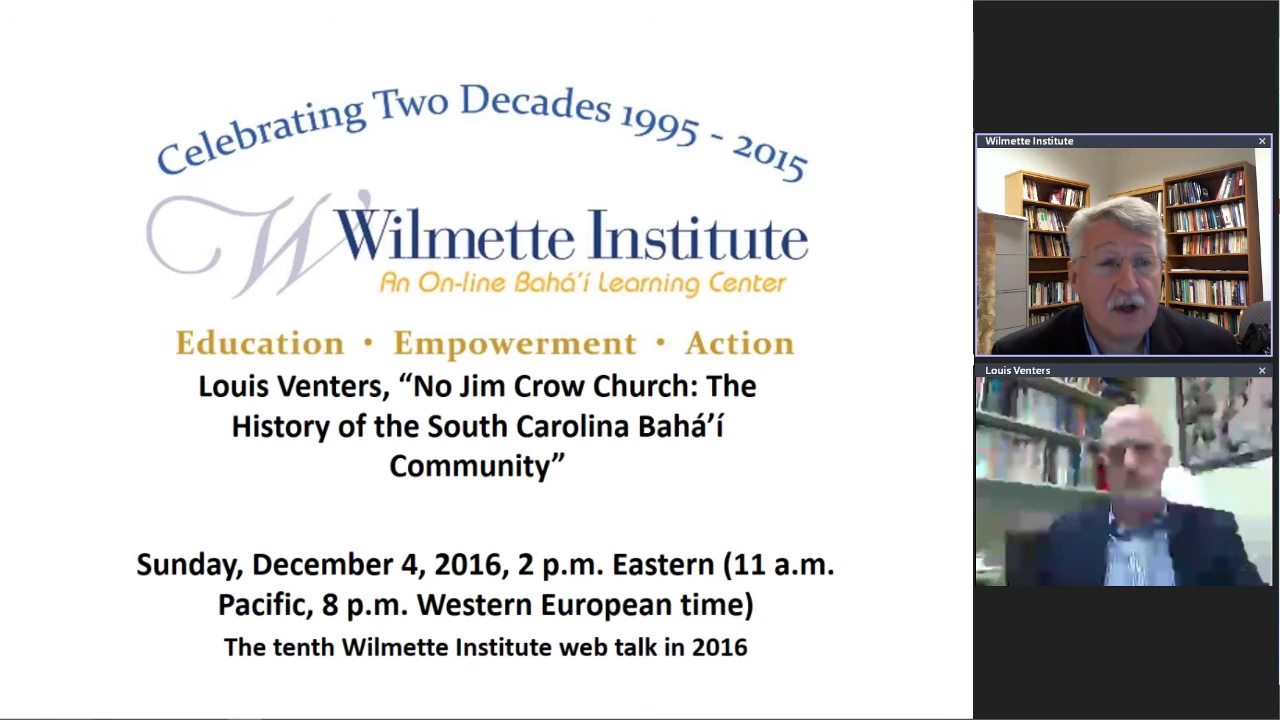 Celebrating Two Decades 1995 - 2015
Wilmette Institute
An On-line Bahá’í Learning Center
Education • Empowerment • Action
Louis Venters, “No Jim Crow Church: The
History of the South Carolina Bahá’í
Community”
Sunday, December 4, 2016, 2 p.m. Eastern (11 a.m.
Pacific, 8 p.m. Western European time)
The tenth Wilmette Institute web talk in 2016
Wilmette Institute
Louis Venters